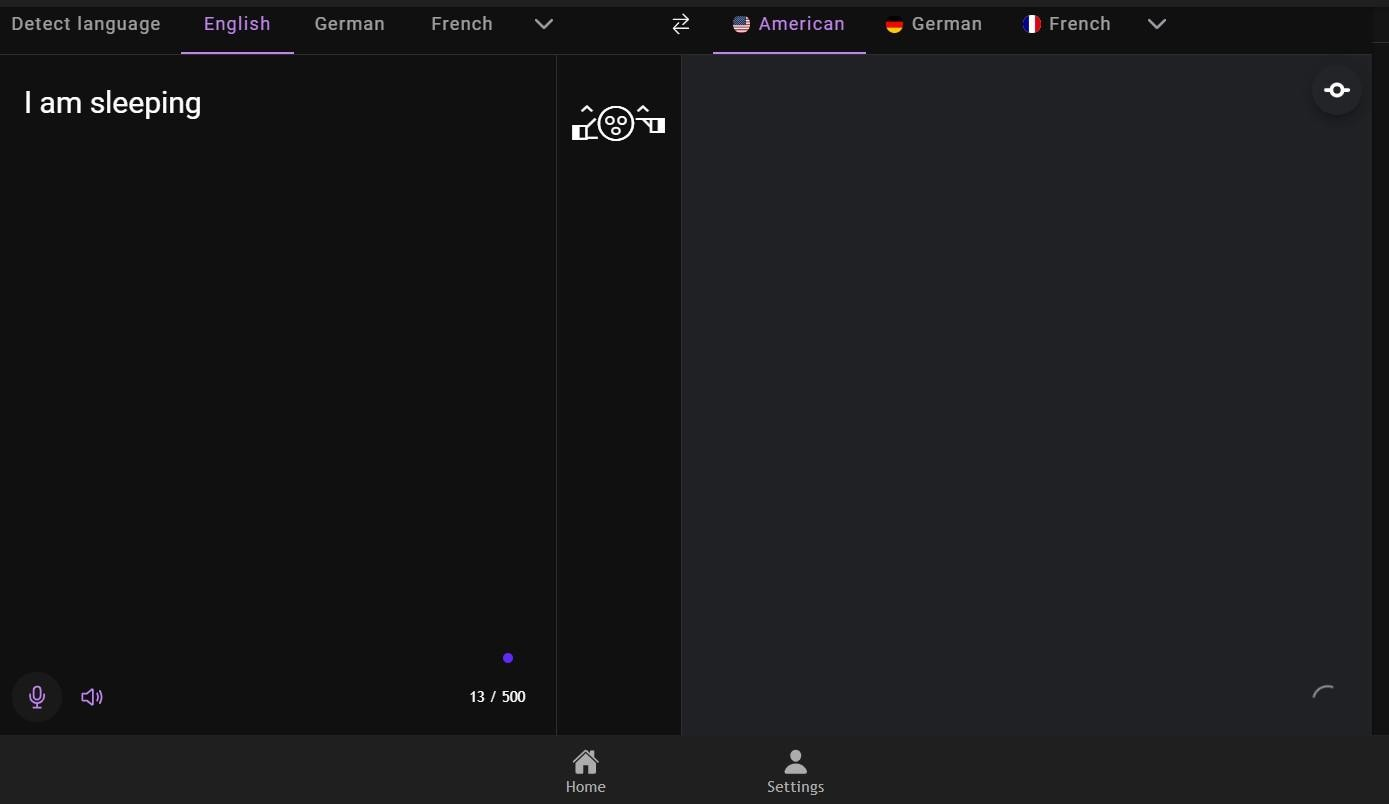 Detect language English German French American German French
I am sleeping
13 / 500
Home Settings